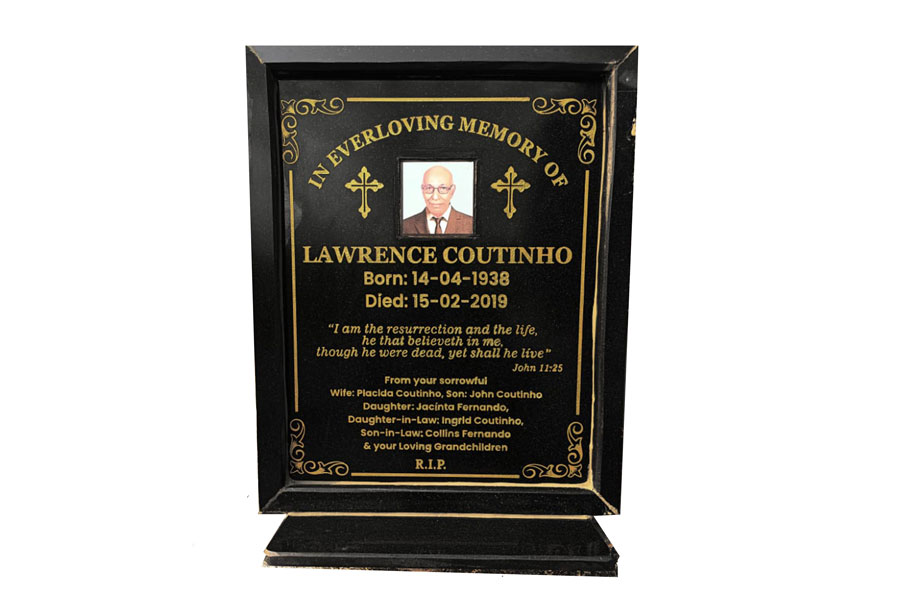 IN EVERLOVING MEMORY OF
LAWRENCE COUTINHO
Born: 14-04-1938
Died: 15-02-2019
"I am the resurrection and the life,
he that believeth in me,
though he were dead, yet shall he live"
John 11:25
From your sorrowful
Wife: Placida Coutinho, Son: John Coutinho
Daughter: Jacinta Fernando,
Daughter-in-Law: Ingrid Coutinho,
Son-in-Law: Collins Fernando
& your Loving Grandchildren
R.I.P.